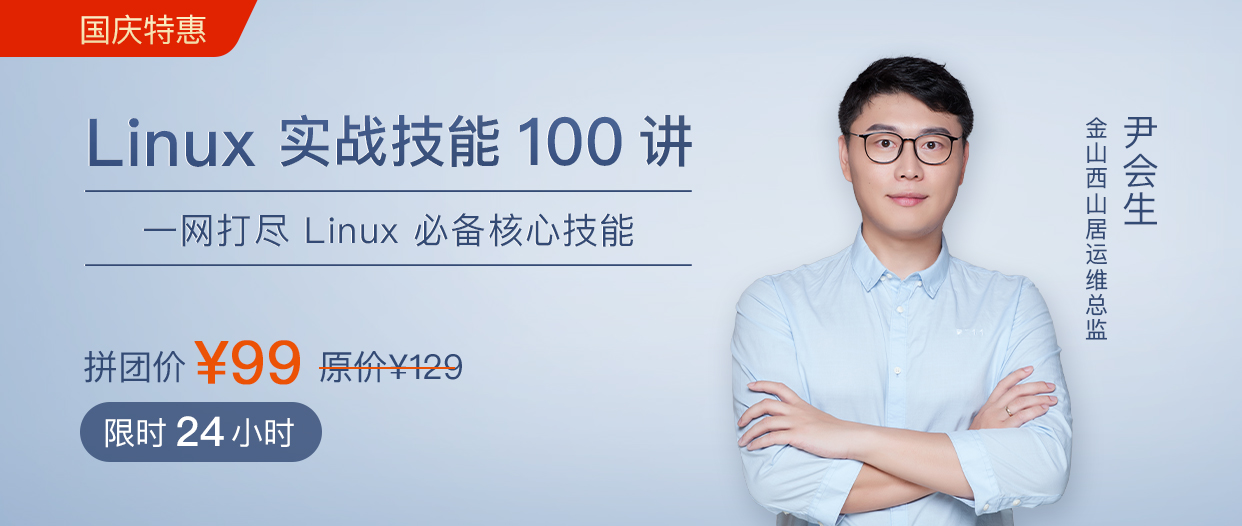 国庆特惠
Linux 实战技能 100 讲
一网打尽 Linux 必备核心技能
拼团价 ¥99 原价¥129
限时 24 小时
尹会生
金山西山居运维总监